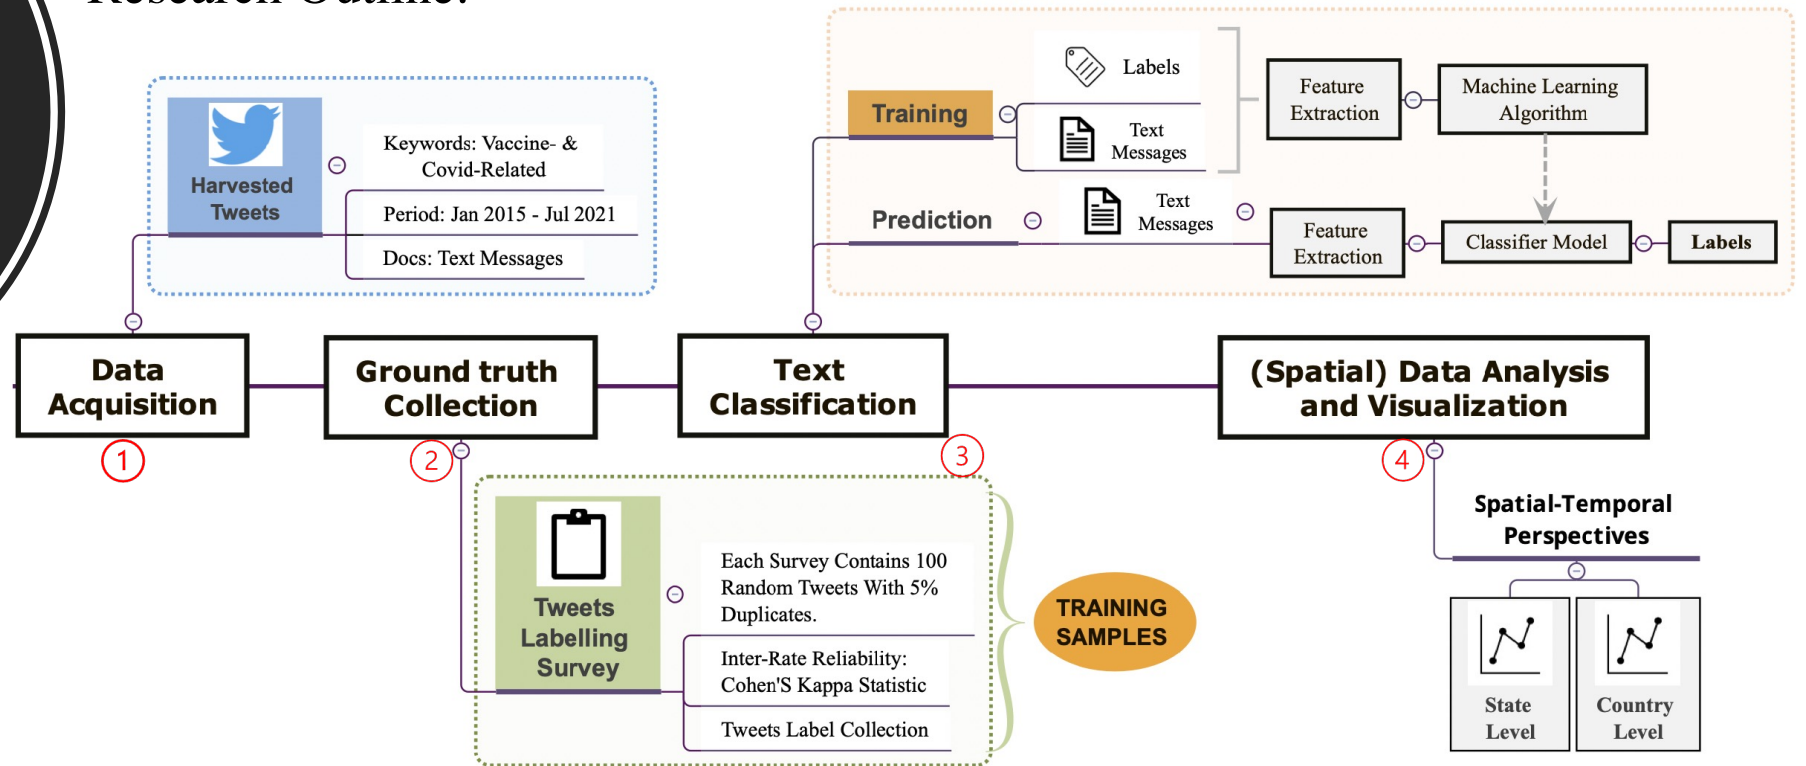 Research Outline:
Harvested
Tweets
Keywords: Vaccine- &
Covid-Related
Period: Jan 2015 - Jul 2021
Docs: Text Messages
Training
Labels
Text
Messages
Feature
Extraction
Machine Learning
Algorithm
Prediction
Text
Messages
Feature
Extraction
Classifier Model
Labels
Data
Acquisition
1
Ground truth
Collection
2
Text
Classification
3
(Spatial) Data Analysis
and Visualization
4
Tweets
Labelling
Survey
Each Survey Contains 100
Random Tweets With 5%
Duplicates.
Inter-Rate Reliability:
Cohen'S Kappa Statistic
Tweets Label Collection
TRAINING
SAMPLES
Spatial-Temporal
Perspectives
State
Level
Country
Level